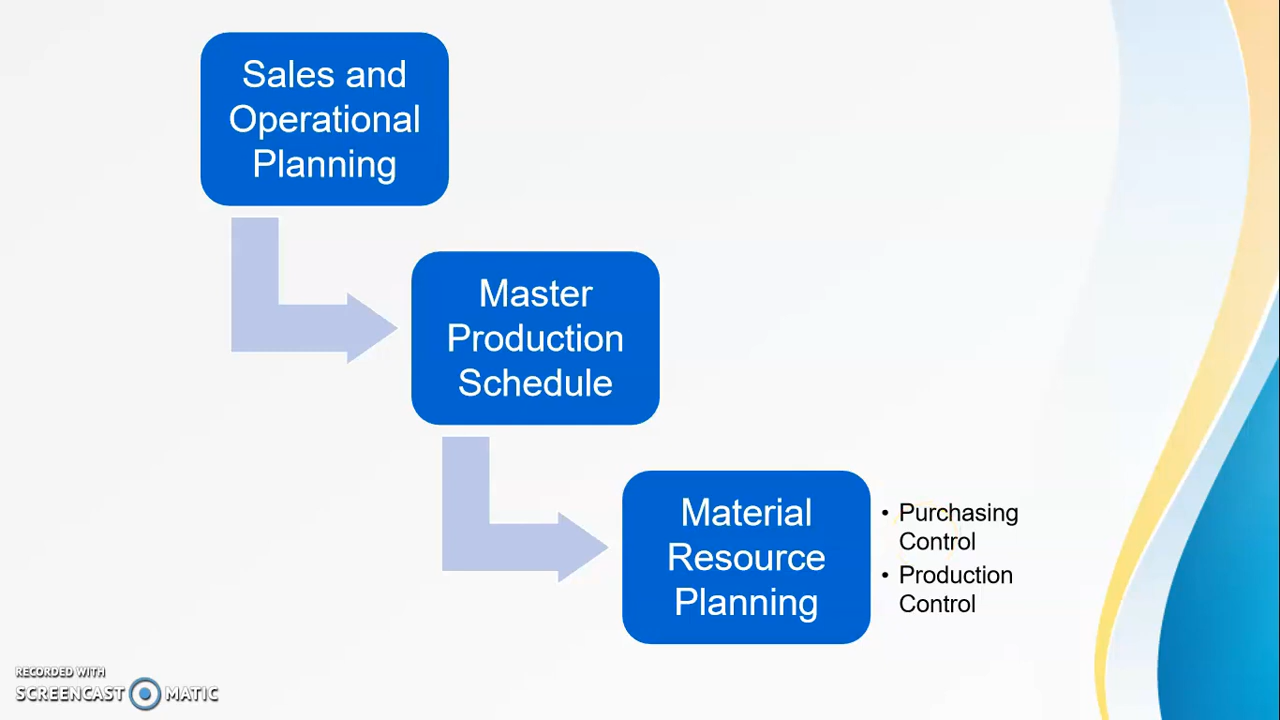 Sales and
Operational
Planning
Master
Production
Schedule
Material
Resource
Planning
• Purchasing
Control
• Production
Control
RECORDED WITH
SCREENCAST MATIC